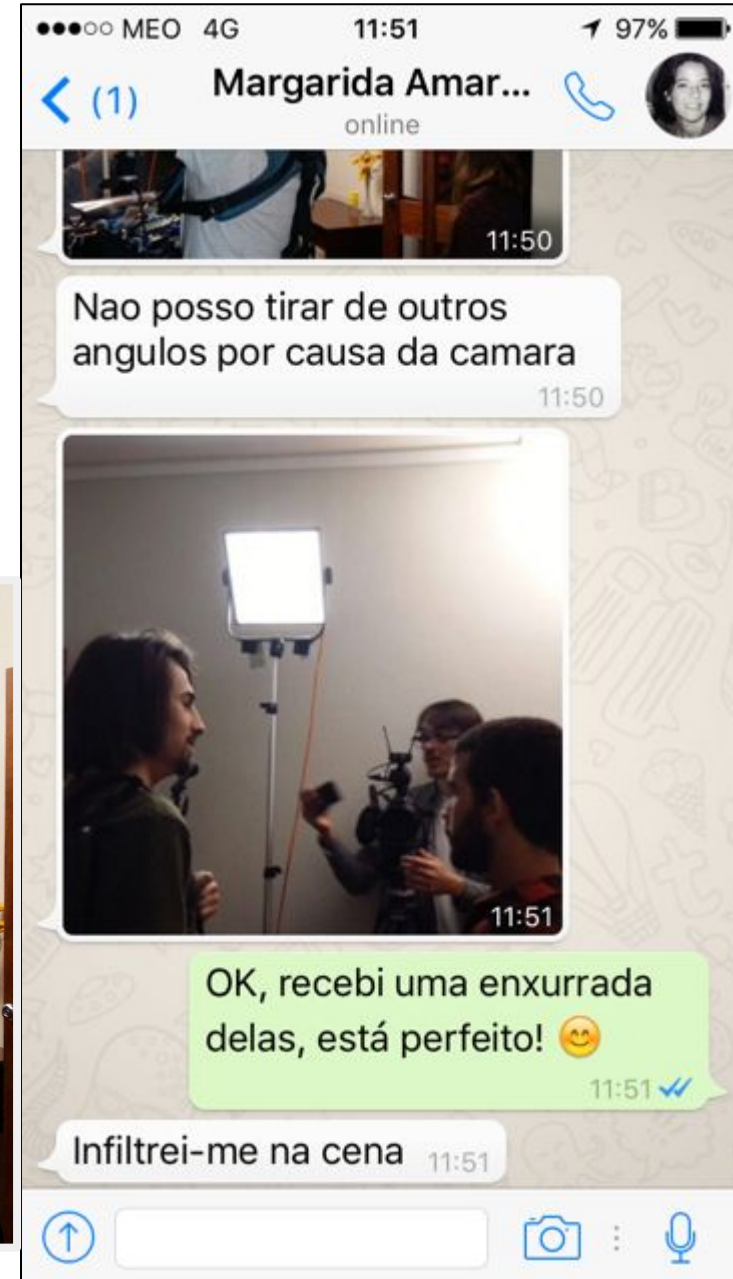 MEO 4G 11:51 97%
(1) Margarida Amar...
online
11:50
Nao posso tirar de outros
angulos por causa da camara
11:50
11:51
OK, recebi uma enxurrada
delas, está perfeito! 😊
11:51
Infiltrei-me na cena 11:51